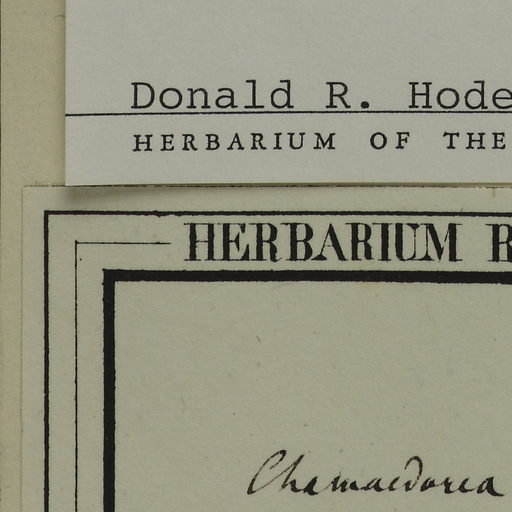 Donald R. Hode
HERBARIUM OF THE
HERBARIUM R
Chamaedorea